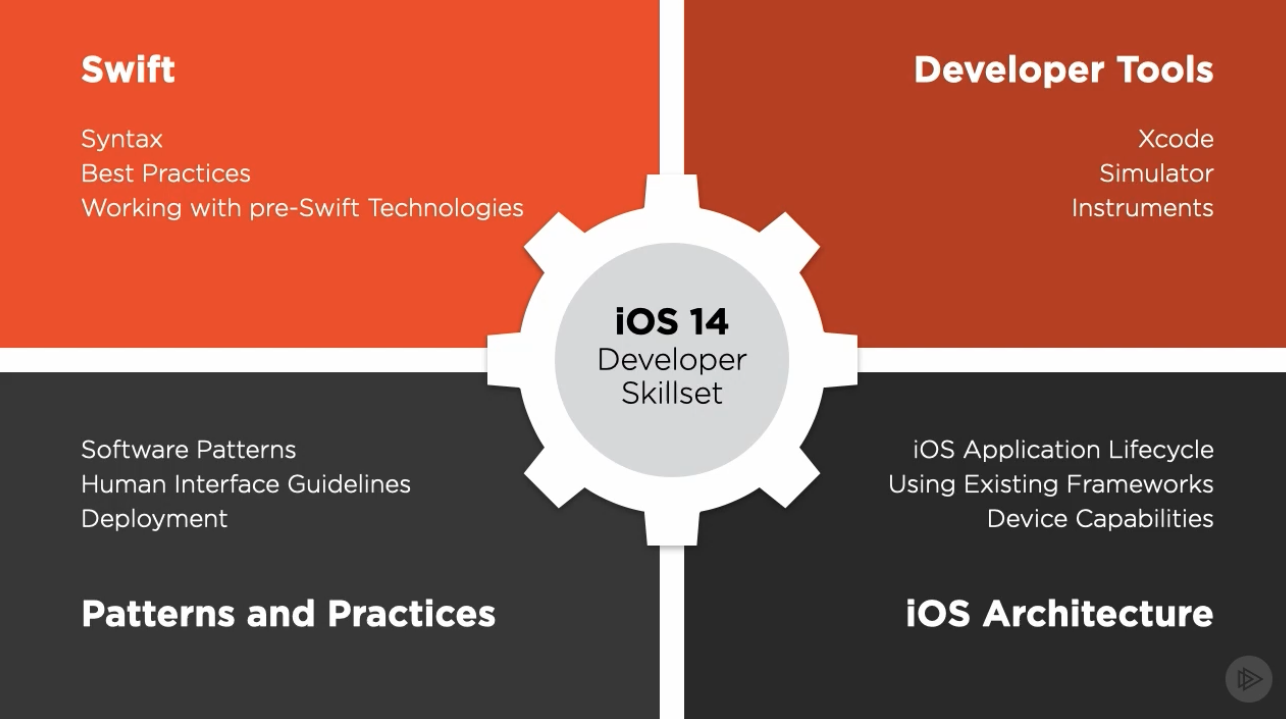 Swift
Syntax
Best Practices
Working with pre-Swift Technologies
Developer Tools
Xcode
Simulator
Instruments
iOS 14
Developer
Skillset
Software Patterns
Human Interface Guidelines
Deployment
Patterns and Practices
iOS Application Lifecycle
Using Existing Frameworks
Device Capabilities
iOS Architecture